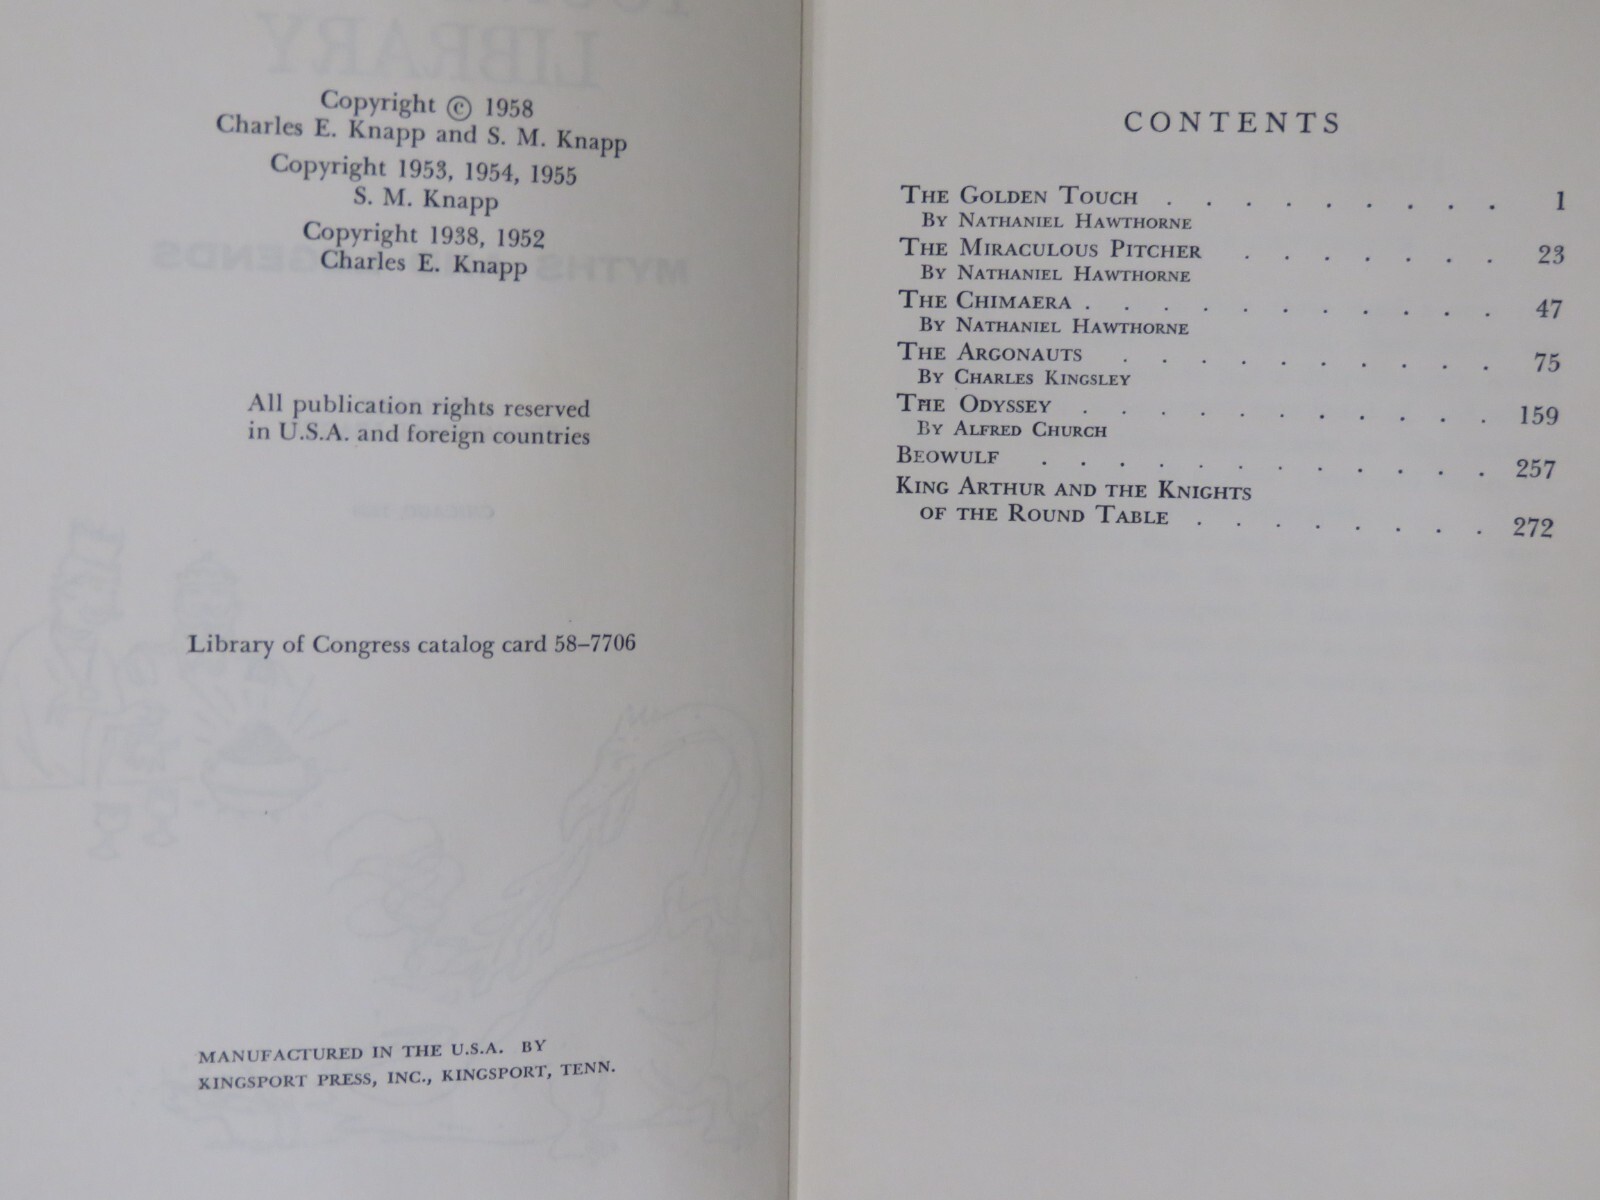 LIBRARY
Copyright © 1958
Charles E. Knapp and S. M. Knapp
Copyright 1953, 1954, 1955
S. M. Knapp
Copyright 1938, 1952
Charles E. Knapp
All publication rights reserved
in U.S.A. and foreign countries
Library of Congress catalog card 58–7706
MANUFACTURED IN THE U.S.A. BY
KINGSPORT PRESS, INC., KINGSPORT, TENN.
CONTENTS
THE GOLDEN TOUCH . . . . . . . . . 1
BY NATHANIEL HAWTHORNE
THE MIRACULOUS PITCHER . . . . . . . 23
BY NATHANIEL HAWTHORNE
THE CHIMAERA . . . . . . . . . . . 47
BY NATHANIEL HAWTHORNE
THE ARGONAUTS . . . . . . . . . . 75
BY CHARLES KINGSLEY
THE ODYSSEY . . . . . . . . . . . 159
BY ALFRED CHURCH
BEOWULF . . . . . . . . . . . . 257
KING ARTHUR AND THE KNIGHTS
OF THE ROUND TABLE . . . . . . . . 272